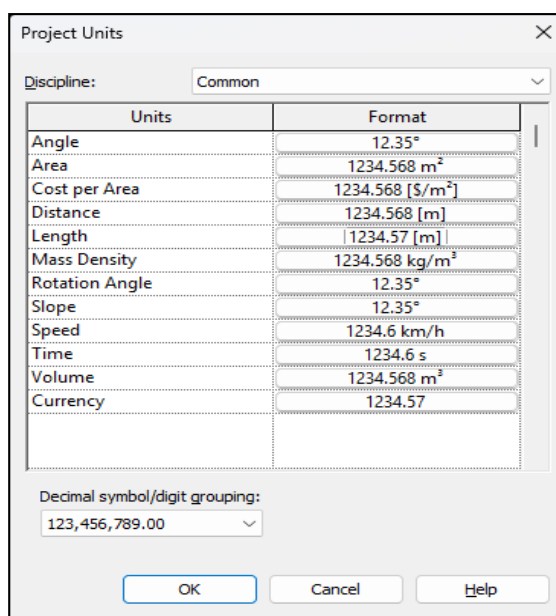 Project Units
Discipline: Common
Units Format
Angle 12.35°
Area 1234.568 m²
Cost per Area 1234.568 [$/m²]
Distance 1234.568 [m]
Length 1234.57 [m]
Mass Density 1234.568 kg/m³
Rotation Angle 12.35°
Slope 12.35°
Speed 1234.6 km/h
Time 1234.6 s
Volume 1234.568 m³
Currency 1234.57
Decimal symbol/digit grouping:
123,456,789.00
OK Cancel Help